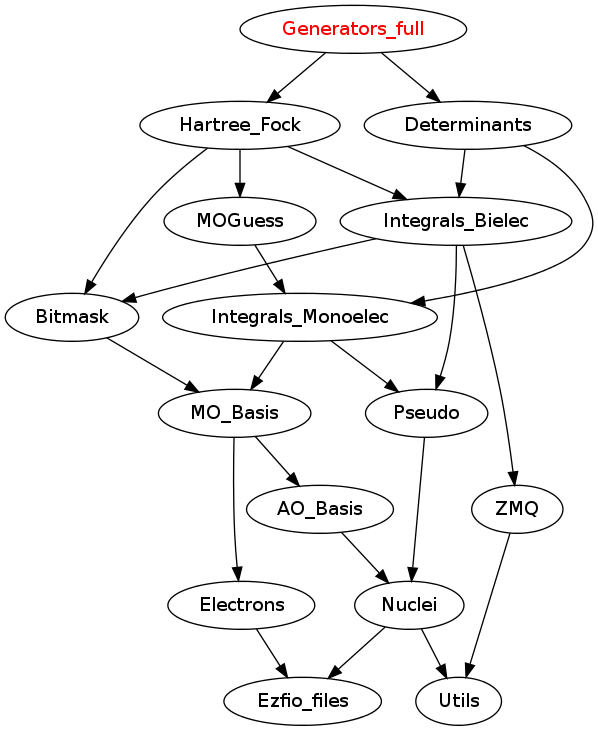 Generators_full
Hartree_Fock
Determinants
MOGuess
Integrals_Bielec
Bitmask
Integrals_Monoelec
MO_Basis
Pseudo
AO_Basis
ZMQ
Electrons
Nuclei
Ezfio_files
Utils